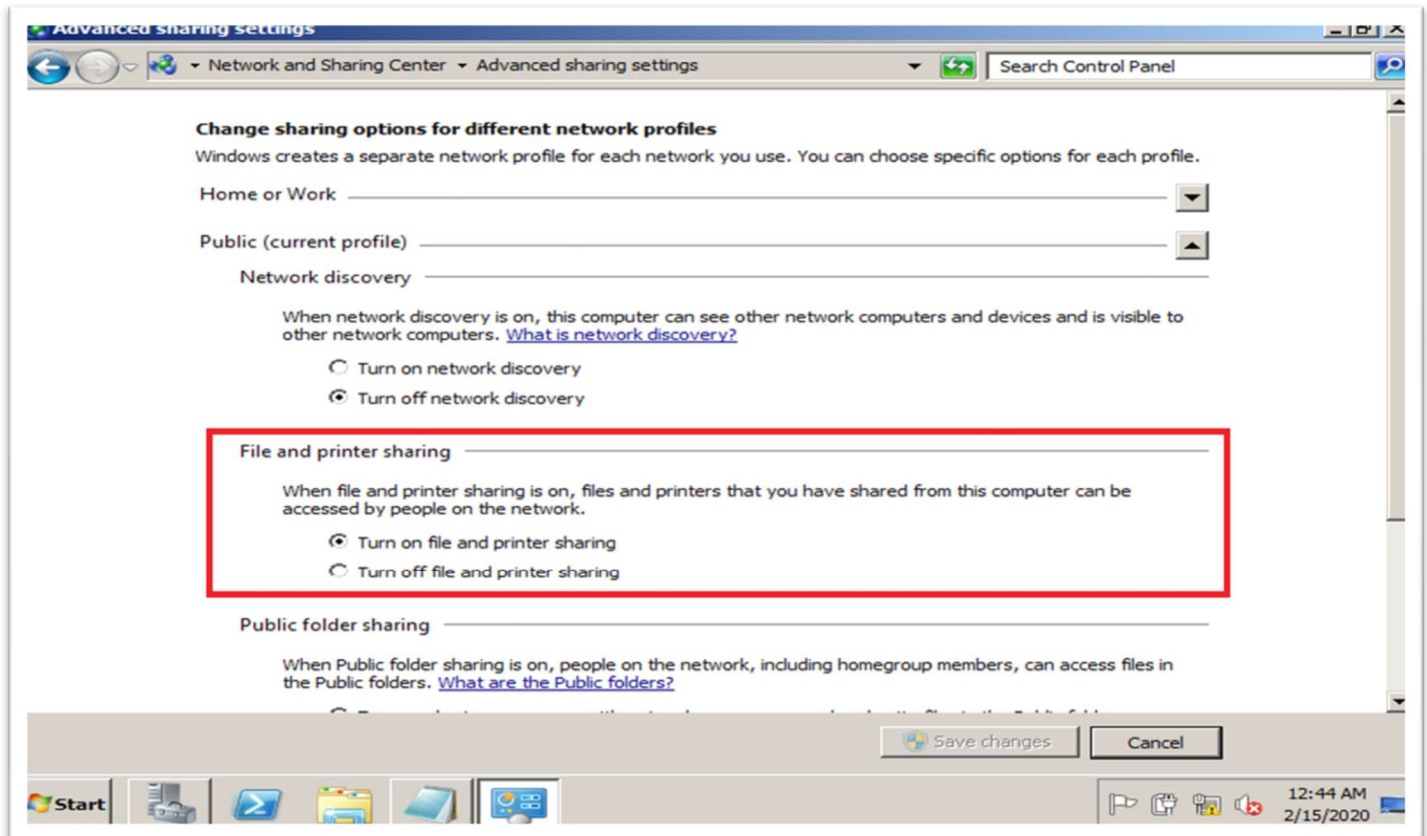 Advanced sharing settings
Network and Sharing Center Advanced sharing settings
Search Control Panel
Change sharing options for different network profiles
Windows creates a separate network profile for each network you use. You can choose specific options for each profile.
Home or Work
Public (current profile)
Network discovery
When network discovery is on, this computer can see other network computers and devices and is visible to
other network computers. What is network discovery?
Turn on network discovery
Turn off network discovery
File and printer sharing
When file and printer sharing is on, files and printers that you have shared from this computer can be
accessed by people on the network.
Turn on file and printer sharing
Turn off file and printer sharing
Public folder sharing
When Public folder sharing is on, people on the network, including homegroup members, can access files in
the Public folders. What are the Public folders?
Save changes
Cancel
Start
12:44 AM
2/15/2020